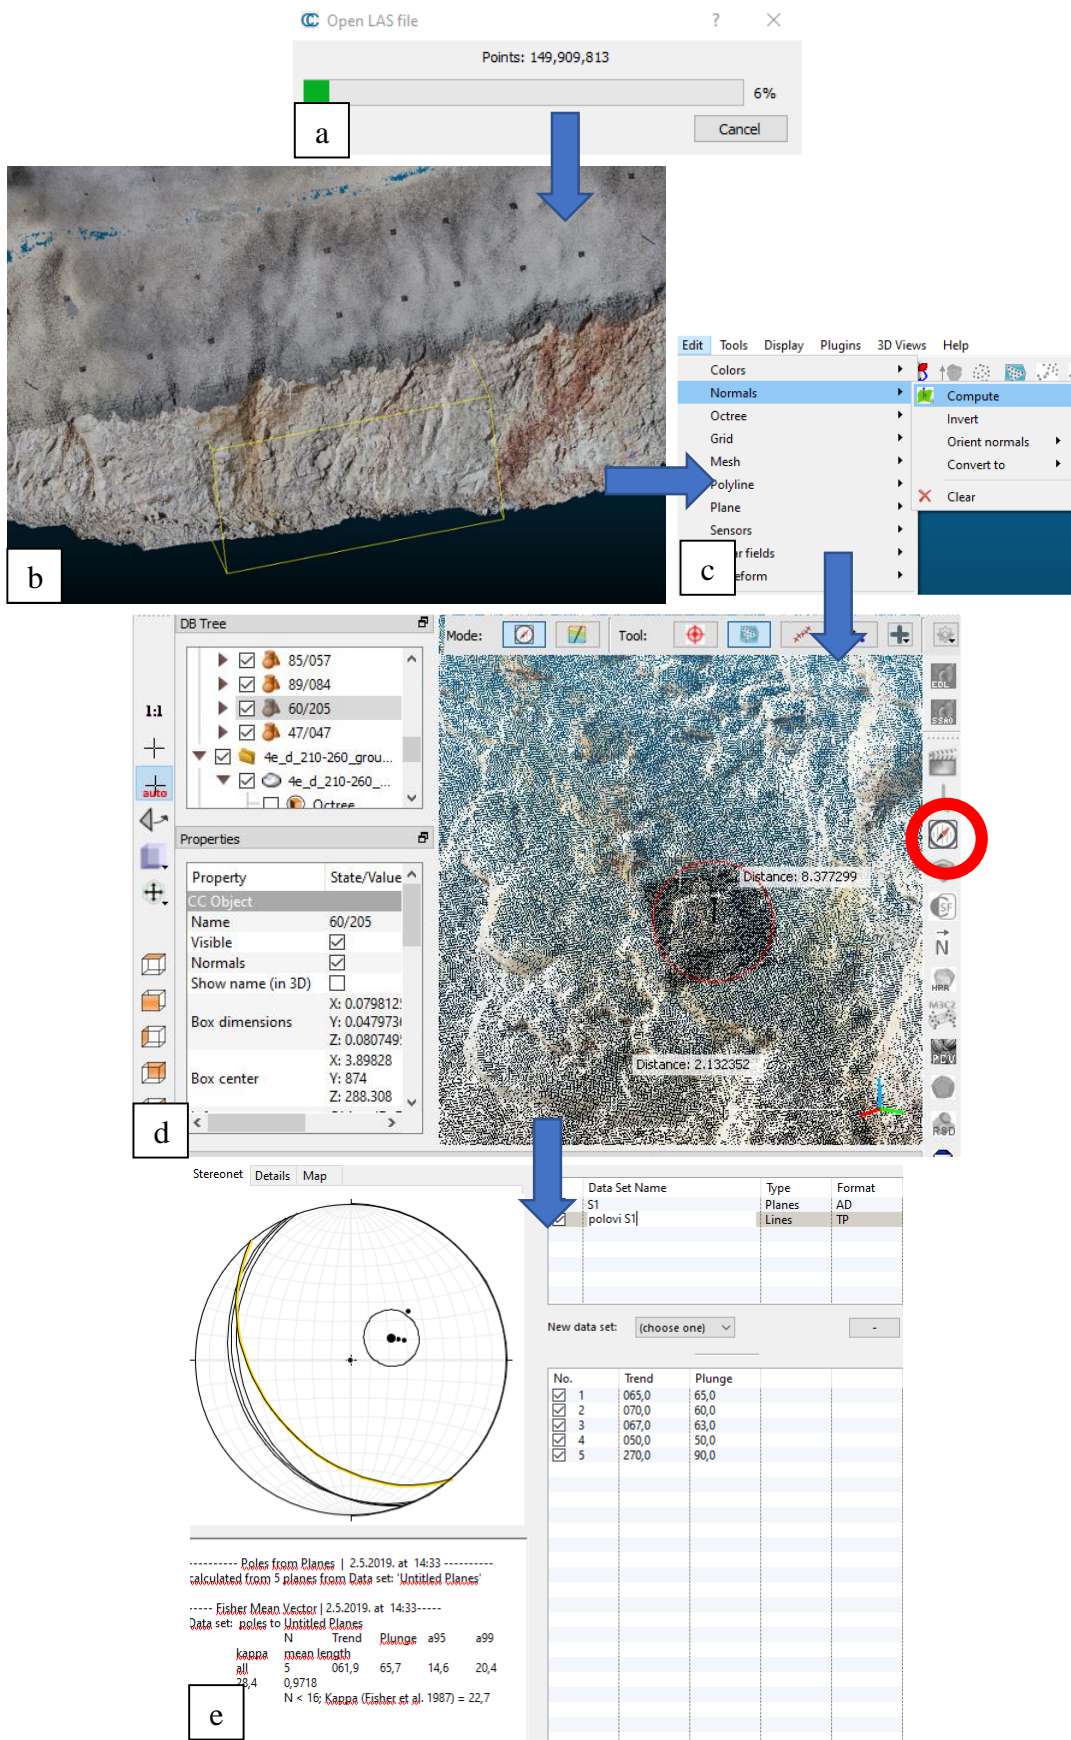 Open LAS file
Points: 149,909,813
6%
Cancel
a
b
Edit Tools Display Plugins 3D Views Help
Colors
Normals
Octree
Grid
Mesh
Polyline
Plane
Sensors
fields
Compute
Invert
Orient normals
Convert to
Clear
c
DB Tree
85/057
89/084
60/205
47/047
4e_d_210-260_grou...
4e_d_210-260_...
Octree
1:1
auto
Properties
Property State/Value
CC Object
Name 60/205
Visible
Normals
Show name (in 3D)
Box dimensions
X: 0.079812
Y: 0.047973
Z: 0.080749
Box center
X: 3.89828
Y: 874
Z: 288.308
Mode: Tool:
Distance: 8.377299
Distance: 2.132352
EDL
SSAO
SF
N
HPR
M3C2
PCV
RSD
d
Stereonet Details Map
Data Set Name Type Format
S1 Planes AD
polovi S1 Lines TP
New data set: (choose one) -
No. Trend Plunge
1 065,0 65,0
2 070,0 60,0
3 067,0 63,0
4 050,0 50,0
5 270,0 90,0
---------- Poles from Planes | 2.5.2019. at 14:33 ----------
calculated from 5 planes from Data set: 'Untitled Planes'
----- Fisher Mean Vector | 2.5.2019. at 14:33-----
Data set: poles to Untitled Planes
N Trend Plunge a95 a99
kappa mean length
all 5 061,9 65,7 14,6 20,4
28,4 0,9718
N < 16; Kappa (Fisher et al. 1987) = 22,7
e